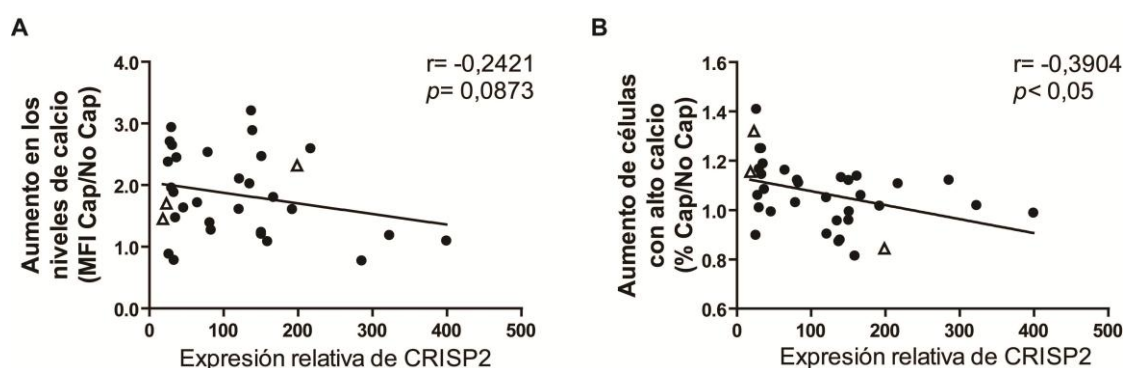 A
Aumento en los
niveles de calcio
(MFI Cap/No Cap)
4.0
3.0
2.0
1.0
0.0
r= -0,2421
p= 0,0873
0
100
200
300
400
500
Expresión relativa de CRISP2
B
Aumento de células
con alto calcio
(% Cap/No Cap)
1.6
1.4
1.2
1.0
0.8
0.6
r= -0,3904
p< 0,05
0
100
200
300
400
500
Expresión relativa de CRISP2